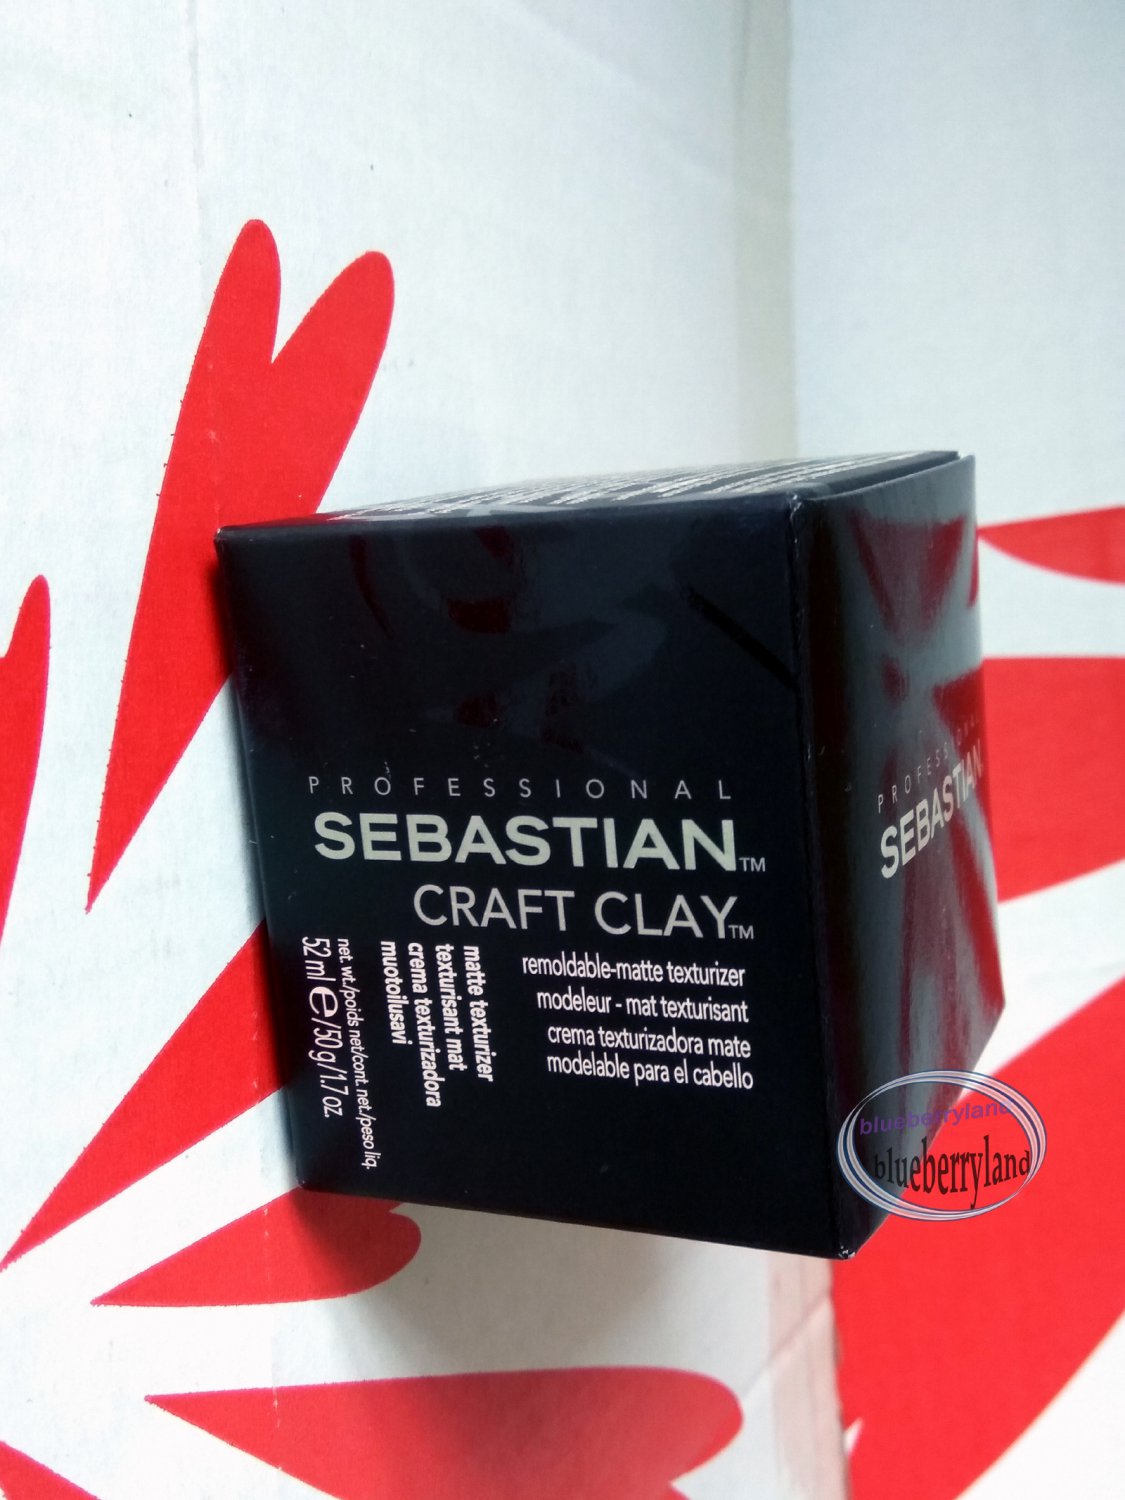 PROFESSIONAL
SEBASTIAN™
CRAFT CLAY™
remoldable-matte texturizer
modeleur - mat texturisant
crema texturizadora mate
modelable para el cabello
matte texturizer
texturisant mat
crema texturizadora
muotoilusavi
net. wt./poids net/cont. net./peso liq.
52 ml e /50 g/1.7 oz.
PROFESSIONAL
SEBASTIAN
blueberryland
blueberryland